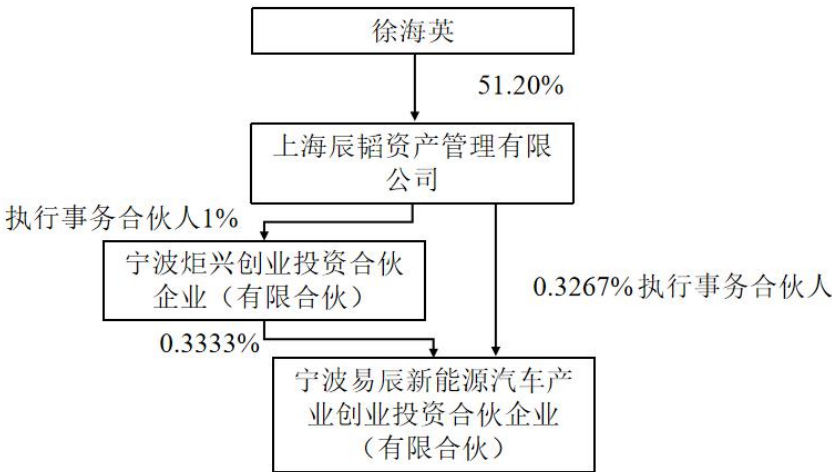 徐海英
51.20%
上海辰韬资产管理有限
公司
执行事务合伙人1%
宁波炬兴创业投资合伙
企业（有限合伙）
0.3267%执行事务合伙人
0.3333%
宁波易辰新能源汽车产
业创业投资合伙企业
（有限合伙）